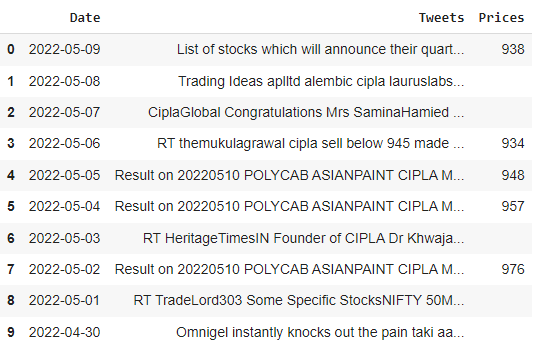 Date Tweets Prices
0 2022-05-09 List of stocks which will announce their quart... 938
1 2022-05-08 Trading Ideas aplltd alembic cipla lauruslabs...
2 2022-05-07 CiplaGlobal Congratulations Mrs SaminaHamied ...
3 2022-05-06 RT themukulagrawal cipla sell below 945 made ... 934
4 2022-05-05 Result on 20220510 POLYCAB ASIANPAINT CIPLA M... 948
5 2022-05-04 Result on 20220510 POLYCAB ASIANPAINT CIPLA M... 957
6 2022-05-03 RT HeritageTimesIN Founder of CIPLA Dr Khwaja...
7 2022-05-02 Result on 20220510 POLYCAB ASIANPAINT CIPLA M... 976
8 2022-05-01 RT TradeLord303 Some Specific StocksNIFTY 50M...
9 2022-04-30 Omnigel instantly knocks out the pain taki aa...